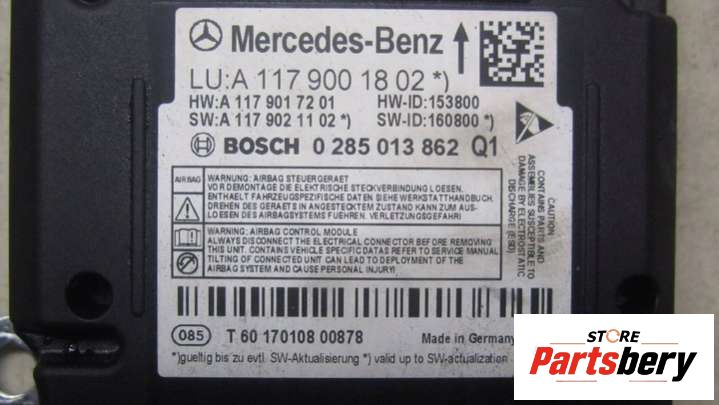 Mercedes-Benz
LU:A 117 900 18 02 *)
HW:A 117 901 72 01 HW-ID:153800
SW:A 117 902 11 02 *) SW-ID:160800 *)
BOSCH 0 285 013 862 Q1
AIRBAG
WARNUNG: AIRBAG STEUERGERAET
VOR DEMONTAGE DIE ELEKTRISCHE STECKVERBINDUNG LOESEN.
ENTHAELT FAHRZEUGSPEZIFISCHE DATEN SIEHE WERKSTATTHANDBUCH.
DREHEN DES GERAETS IN ANGESTECKTEM ZUSTAND KANN ZUM AUS-
LOESEN DES AIRBAGSYSTEMS FUEHREN. VERLETZUNGSGEFAHR!
WARNING: AIRBAG CONTROL MODULE
ALWAYS DISCONNECT THE ELECTRICAL CONNECTOR BEFORE REMOVING
THIS UNIT. CONTAINS VEHICLE SPECIFIC DATAS REFER TO SERVICE MANUAL
TILTING OF CONNECTED UNIT CAN LEAD TO DEPLOYMENT OF THE
AIRBAG SYSTEM AND CAUSE PERSONAL INJURY!
CAUTION
CONTAINS PARTS AND
ASSEMBLIES SUSCEPTIBLE TO
DAMAGE BY ELECTROSTATIC
DISCHARGE (ESD)
085 T 60 170108 00878 Made in Germany
*)gueltig bis zu evtl. SW-Aktualisierung *) valid up to SW-actualization
STORE
Partsbery